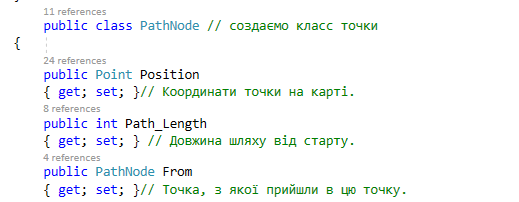 11 references
public class PathNode // создаємо класс точки
{
24 references
public Point Position
{ get; set; }// Координати точки на карті.
8 references
public int Path_Length
{ get; set; } // Довжина шляху від старту.
4 references
public PathNode From
{ get; set; }// Точка, з якої прийшли в цю точку.